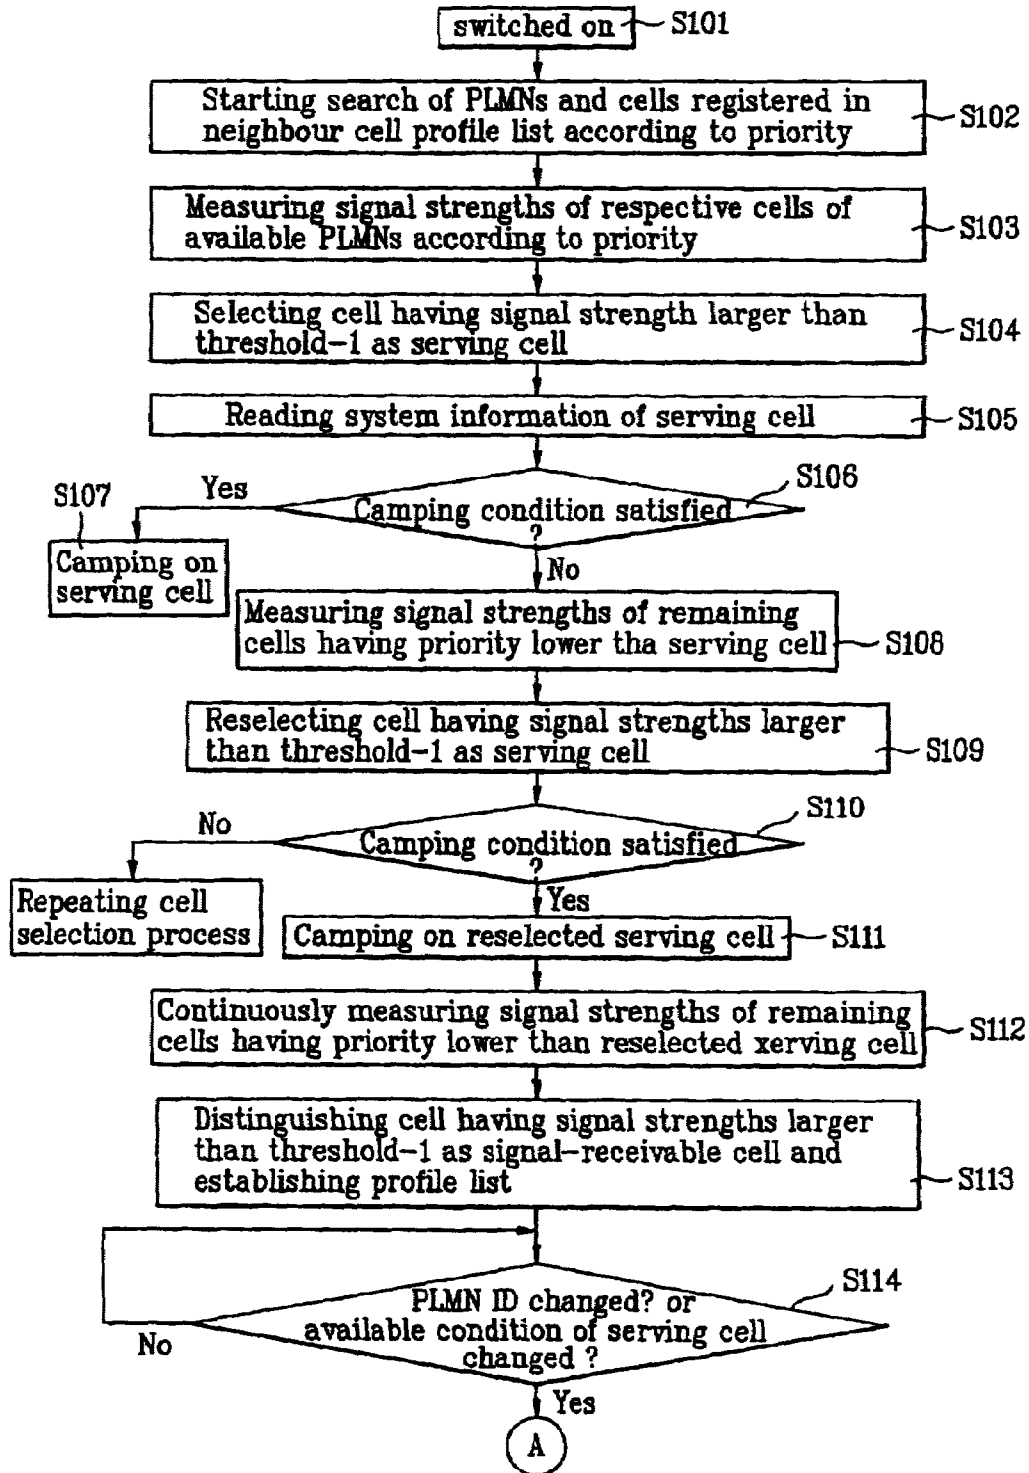 switched on
S101
Starting search of PLMNs and cells registered in
neighbour cell profile list according to priority
S102
Measuring signal strengths of respective cells of
available PLMNs according to priority
S103
Selecting cell having signal strength larger than
threshold-1 as serving cell
S104
Reading system information of serving cell
S105
S106
Camping condition satisfied
?
Yes
S107
Camping on
serving cell
No
Measuring signal strengths of remaining
cells having priority lower tha serving cell
S108
Reselecting cell having signal strengths larger
than threshold-1 as serving cell
S109
S110
Camping condition satisfied
?
No
Repeating cell
selection process
Yes
Camping on reselected serving cell
S111
Continuously measuring signal strengths of remaining
cells having priority lower than reselected xerving cell
S112
Distinguishing cell having signal strengths larger
than threshold-1 as signal-receivable cell and
establishing profile list
S113
S114
PLMN ID changed? or
available condition of serving cell
changed ?
No
Yes
A